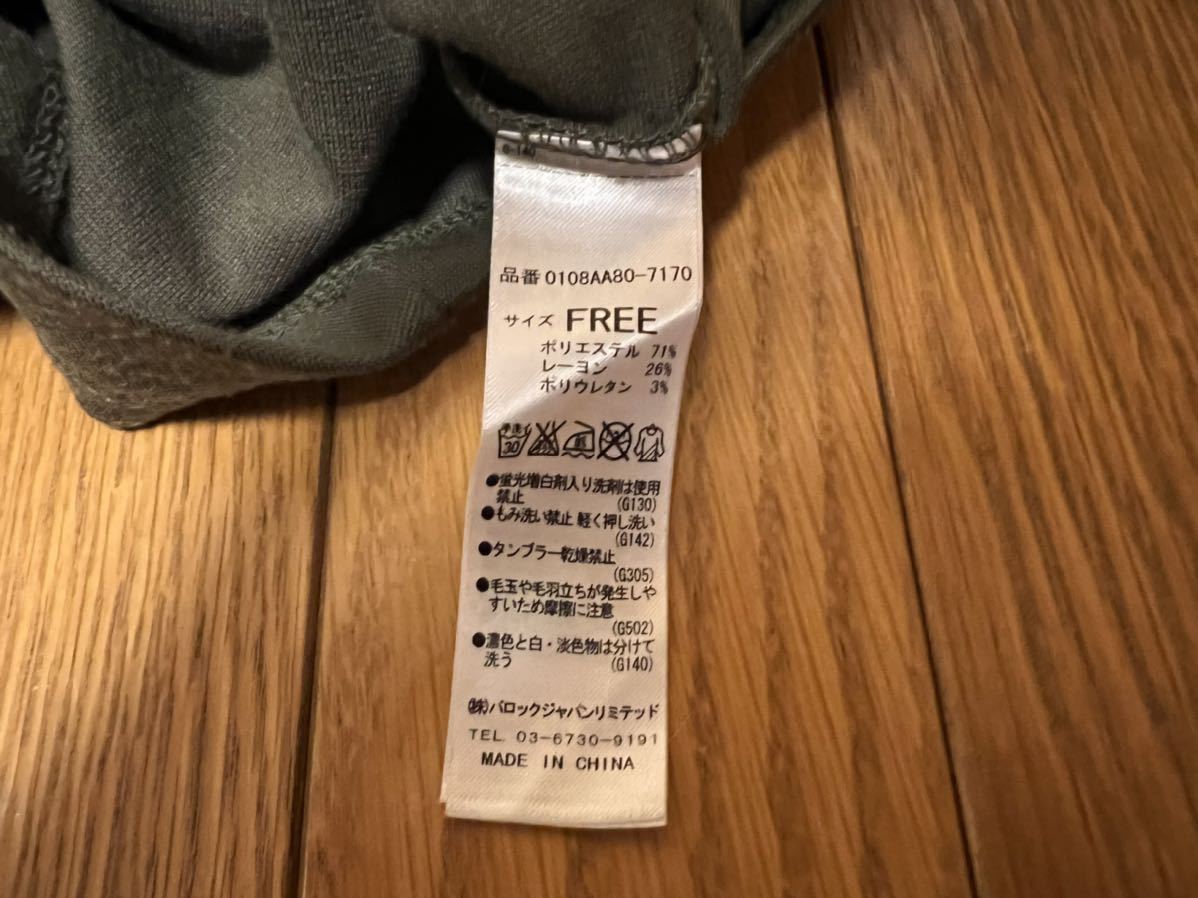 品番 0108AA80-7170
サイズ FREE
ポリエステル 71%
レーヨン 26%
ポリウレタン 3%
手洗イ
30
●蛍光増白剤入り洗剤は使用
禁止 (G130)
●もみ洗い禁止 軽く押し洗い
(G142)
●タンブラー乾燥禁止
(G305)
●毛玉や毛羽立ちが発生しや
すいため摩擦に注意
(G502)
●濃色と白・淡色物は分けて
洗う (G140)
㈱バロックジャパンリミテッド
TEL 03-6730-9191
MADE IN CHINA